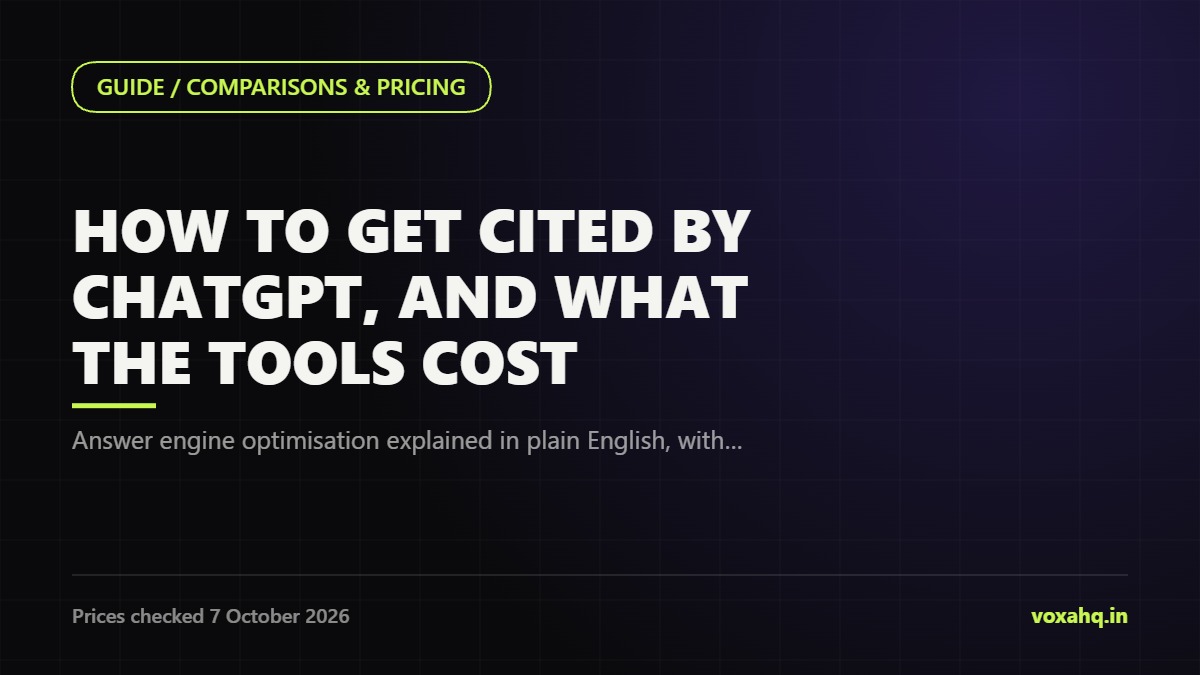 GUIDE / COMPARISONS & PRICING
HOW TO GET CITED BY
CHATGPT, AND WHAT
THE TOOLS COST
Answer engine optimisation explained in plain English, with...
Prices checked 7 October 2026
voxahq.in